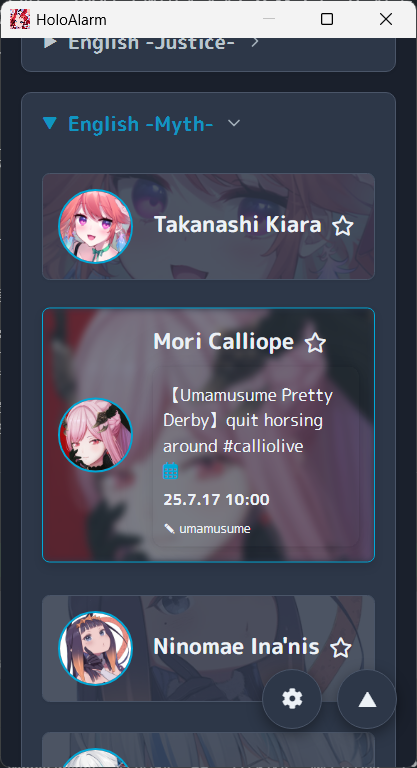 HoloAlarm
English -Justice-
English -Myth-
Takanashi Kiara
Mori Calliope
【Umamusume Pretty
Derby】quit horsing
around #calliolive
25.7.17 10:00
umamusume
Ninomae Ina'nis